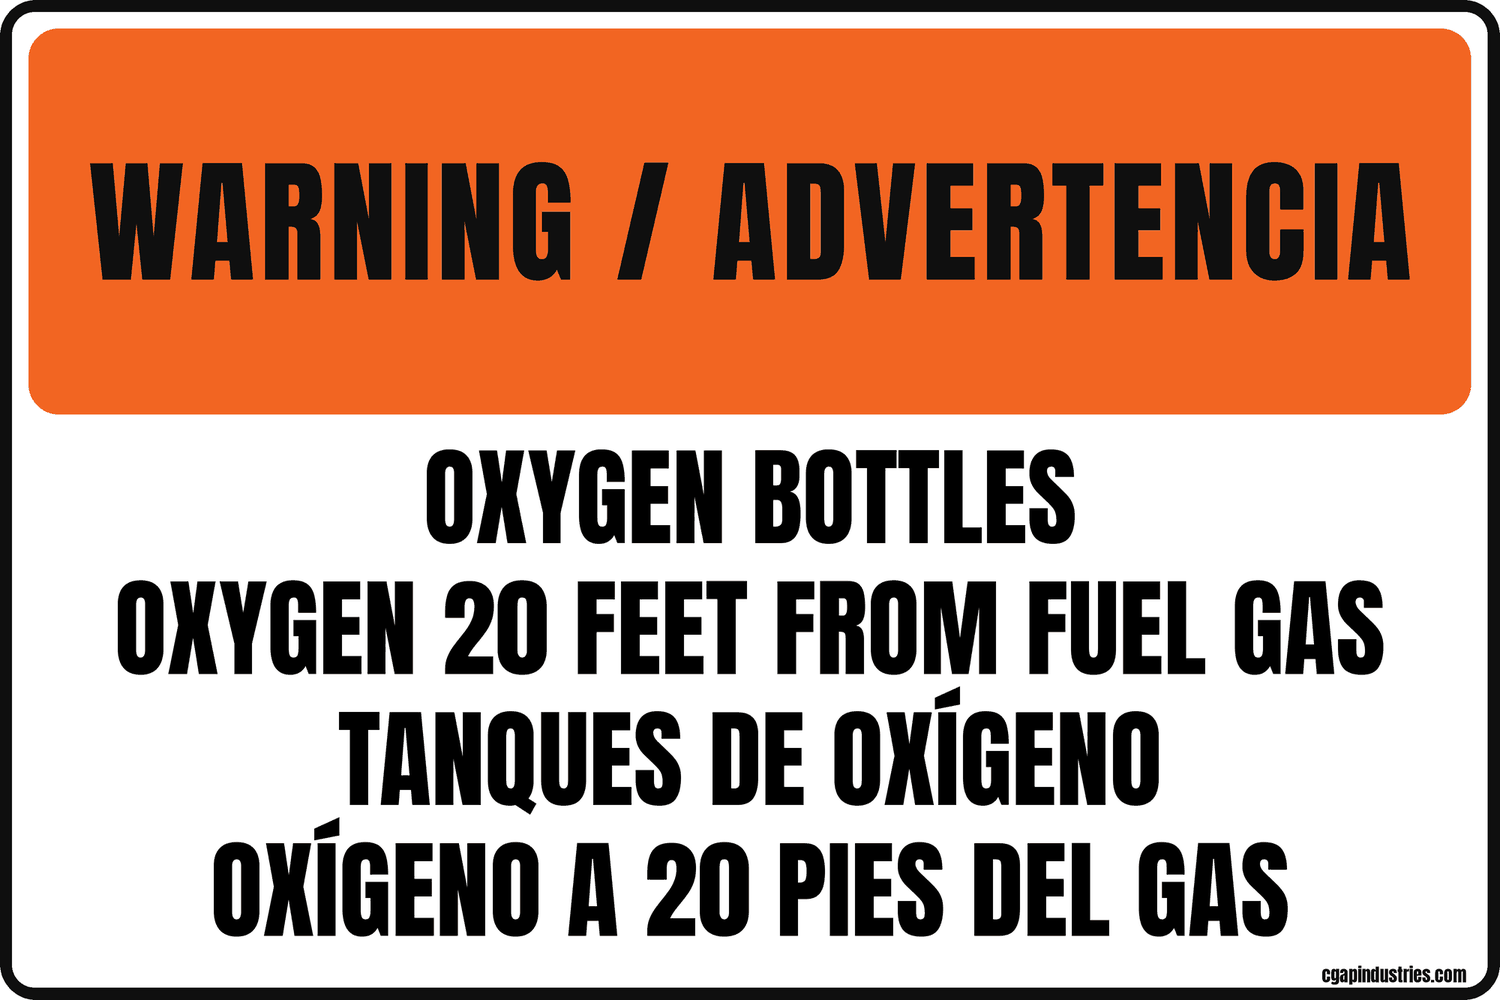 WARNING / ADVERTENCIA
OXYGEN BOTTLES
OXYGEN 20 FEET FROM FUEL GAS
TANQUES DE OXÍGENO
OXÍGENO A 20 PIES DEL GAS
cgapindustries.com